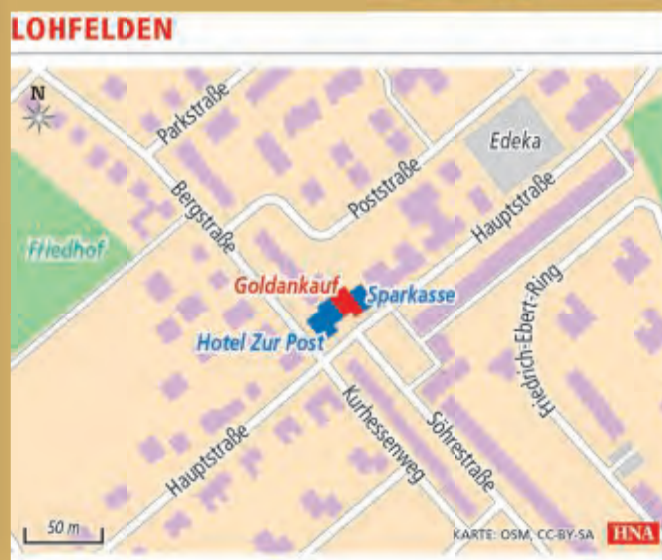 LOHFELDEN
N
Parkstraße
Edeka
Bergstraße
Poststraße
Hauptstraße
Friedhof
Goldankauf
Sparkasse
Hotel Zur Post
Friedrich-Ebert-Ring
Kurhessenweg
Söhrestraße
Hauptstraße
50 m
KARTE: OSM, CC-BY-SA
HNA